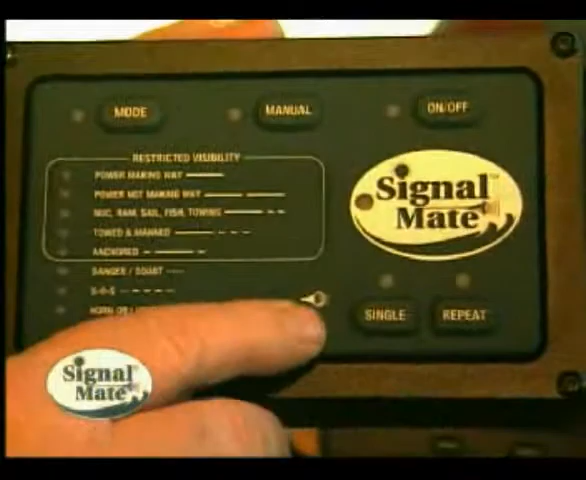 MODE
MANUAL
ON/OFF
RESTRICTED VISIBILITY
POWER MAKING WAY
POWER NOT MAKING WAY
NUC, RAM, SAIL, FISH, TOWING
TOWED & MANNED
ANCHORED
DANGER / DOUBT
S-O-S
HORN OR
Signal
Mate
SINGLE
REPEAT
Signal
Mate